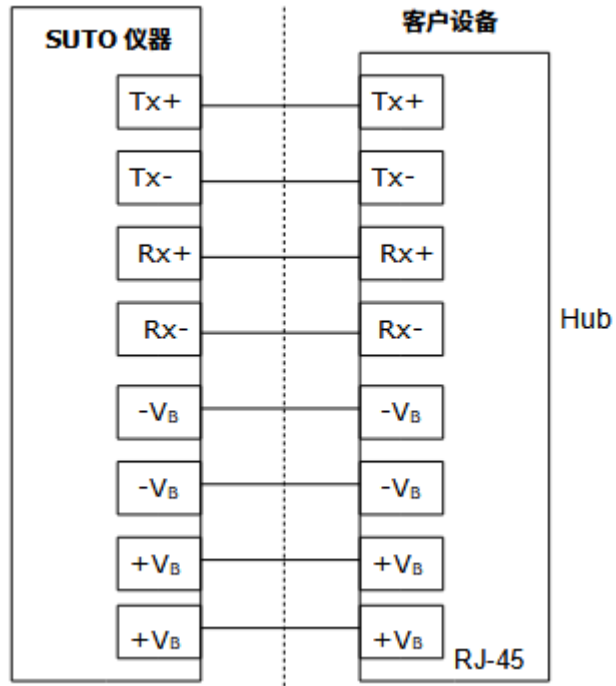 SUTO 仪器
客户设备
Tx+ Tx+
Tx- Tx-
Rx+ Rx+
Rx- Rx-
Hub
-VB -VB
-VB -VB
+VB +VB
+VB +VB
RJ-45